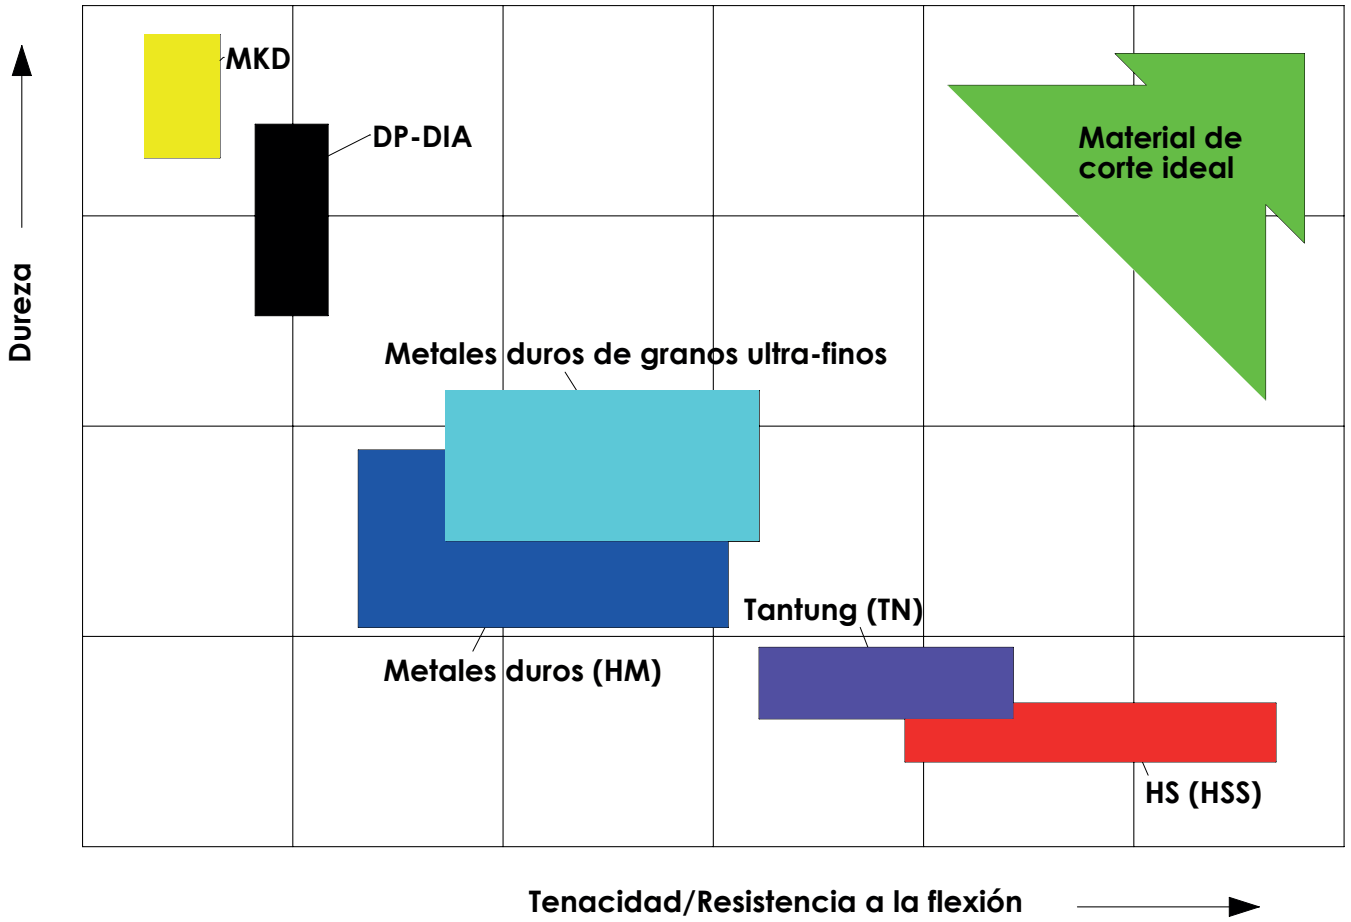 MKD
DP-DIA
Material de
corte ideal
Dureza
Metales duros de granos ultra-finos
Tantung (TN)
Metales duros (HM)
HS (HSS)
Tenacidad/Resistencia a la flexión